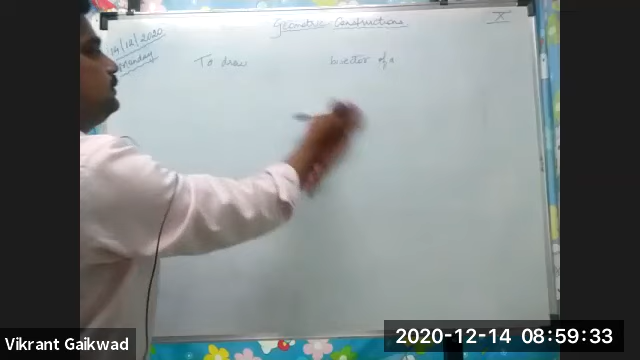 Geometric Constructions
X
14/12/2020
Monday
To draw bisector of a
Vikrant Gaikwad
2020-12-14 08:59:33